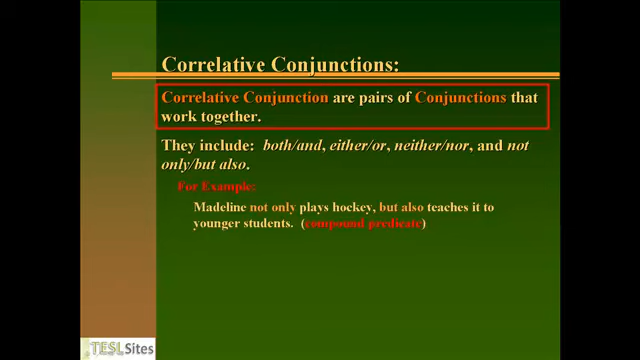 Correlative Conjunctions:
Correlative Conjunction are pairs of Conjunctions that
work together.
They include: both/and, either/or, neither/nor, and not
only/but also.
For Example:
Madeline not only plays hockey, but also teaches it to
younger students. (compound predicate)
TESL Sites